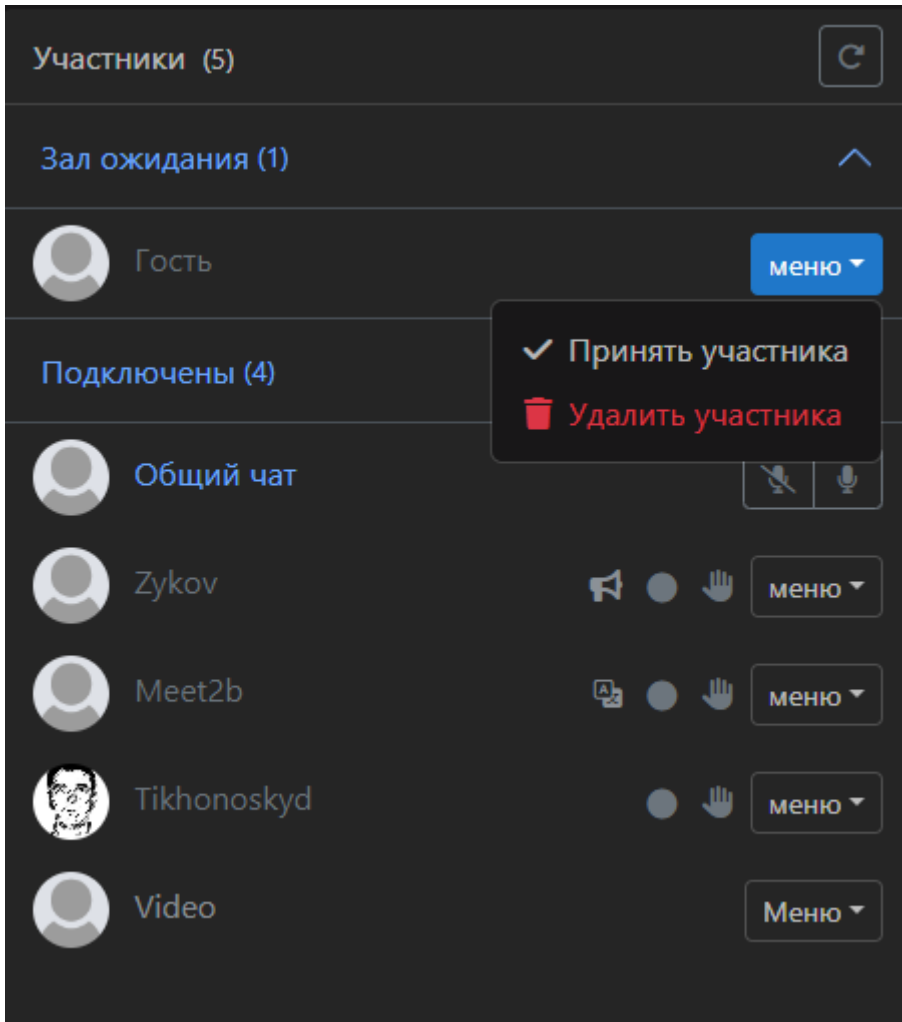 Участники (5)
Зал ожидания (1)
Гость
меню
Принять участника
Подключены (4)
Удалить участника
Общий чат
Zykov
меню
Meet2b
меню
Tikhonoskyd
меню
Video
Меню